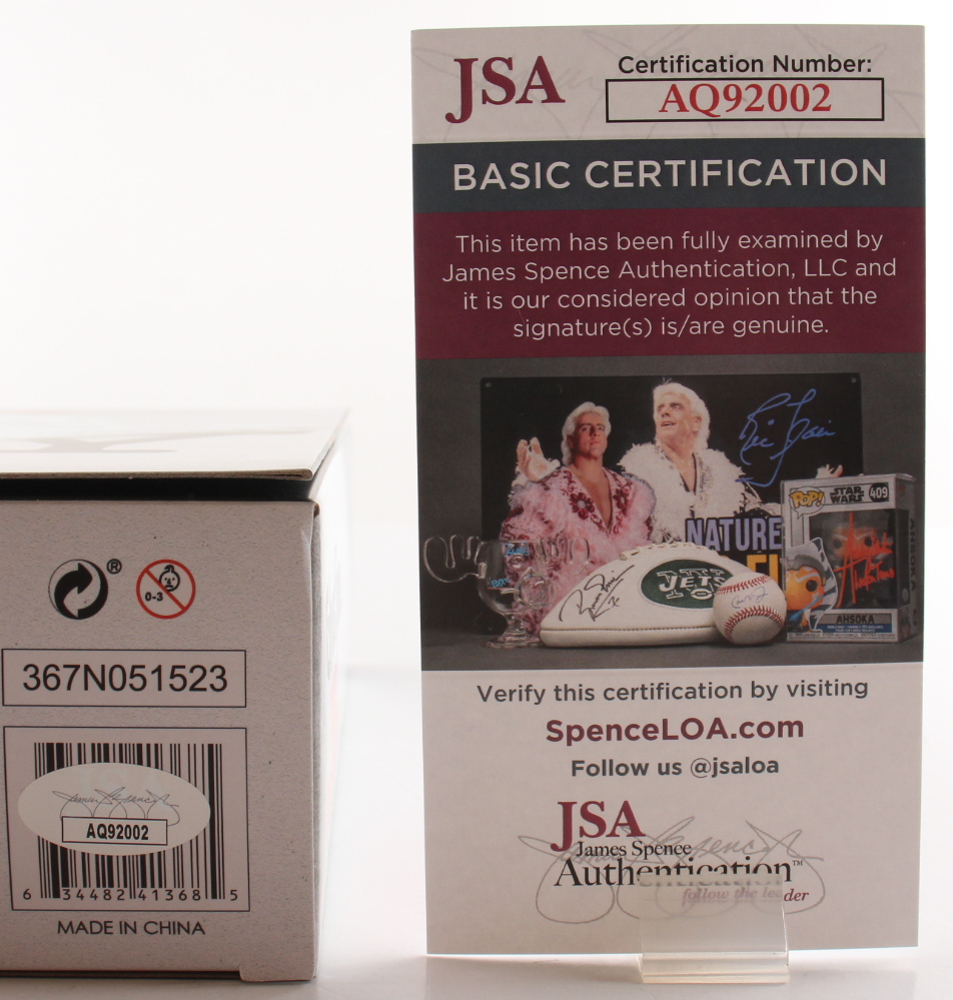 JSA
Certification Number:
AQ92002
BASIC CERTIFICATION
This item has been fully examined by
James Spence Authentication, LLC and
it is our considered opinion that the
signature(s) is/are genuine.
NATURE
JETS
POP!
STAR
WARS
409
AHSOKA
AHSOKA
Verify this certification by visiting
SpenceLOA.com
Follow us @jsaloa
JSA
James Spence
Authentication™
follow the leader
®
0-3
367N051523
AQ92002
6 34482 41368 5
MADE IN CHINA